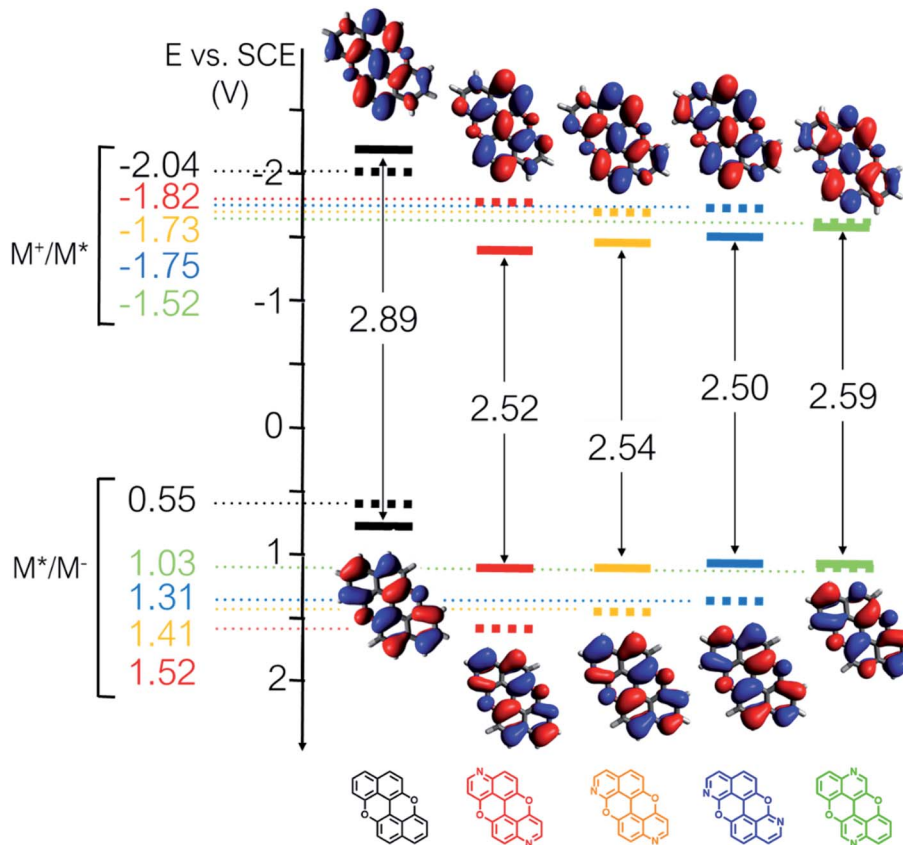 E vs. SCE
(V)
-2.04
-1.82
-1.73
-1.75
-1.52
M⁺/M*
-2
-1
0
1
2
2.89
2.52
2.54
2.50
2.59
0.55
1.03
1.31
1.41
1.52
M*/M⁻
O
O
N
O
O
N
N
O
O
N
N
O
O
N
N
O
O
N